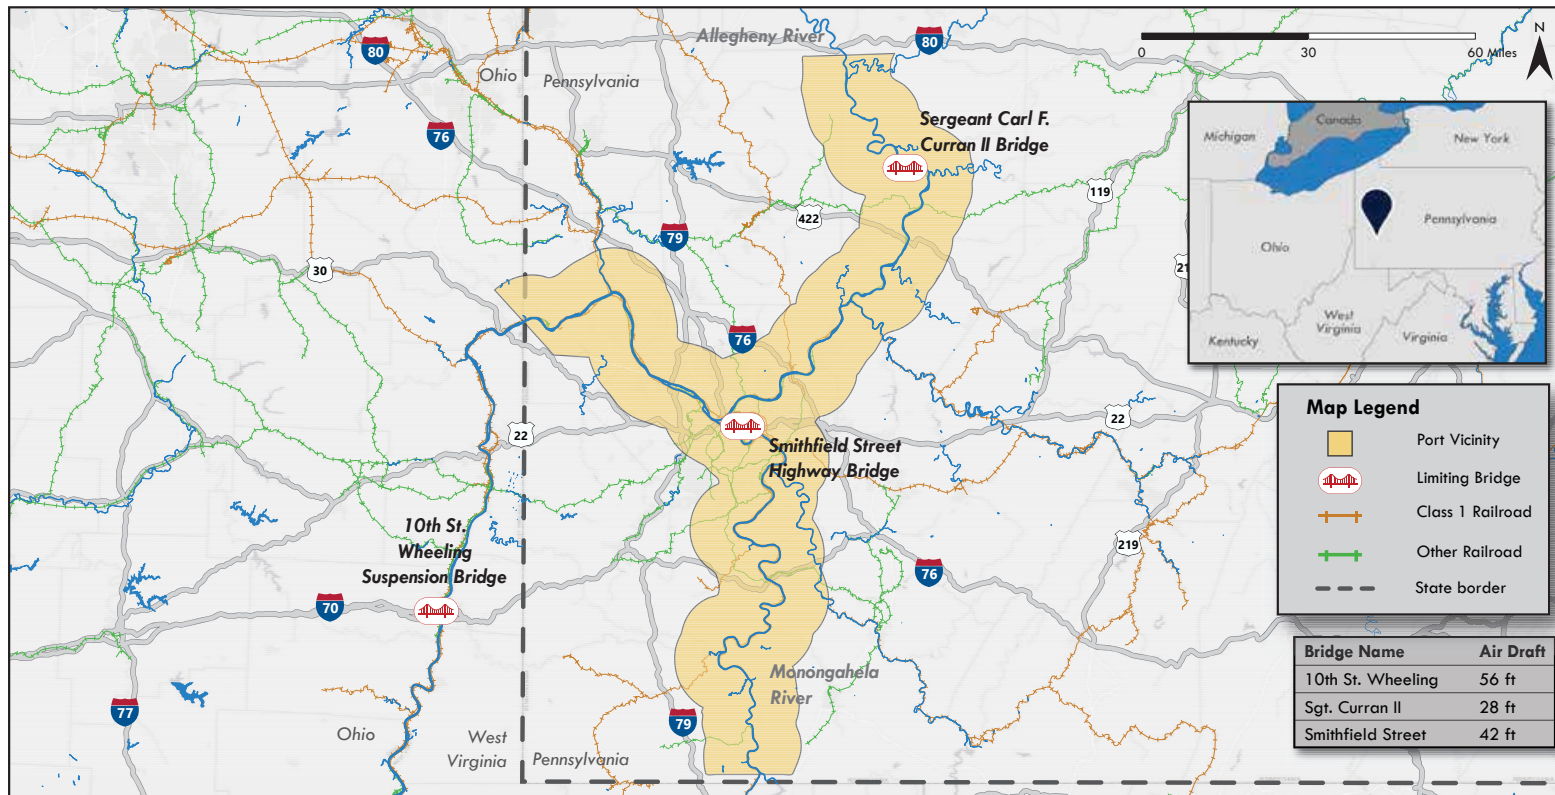 Allegheny River
80
80
Ohio
Pennsylvania
76
Sergeant Carl F.
Curran II Bridge
119
422
79
30
76
22
22
Smithfield Street
Highway Bridge
10th St.
Wheeling
Suspension Bridge
219
76
70
Monongahela
River
77
79
Ohio
West
Virginia
Pennsylvania
0
30
60 Miles
N
Michigan
Canada
New York
Pennsylvania
Ohio
West
Virginia
Virginia
Kentucky
Map Legend
Port Vicinity
Limiting Bridge
Class 1 Railroad
Other Railroad
State border
Bridge Name Air Draft
10th St. Wheeling 56 ft
Sgt. Curran II 28 ft
Smithfield Street 42 ft